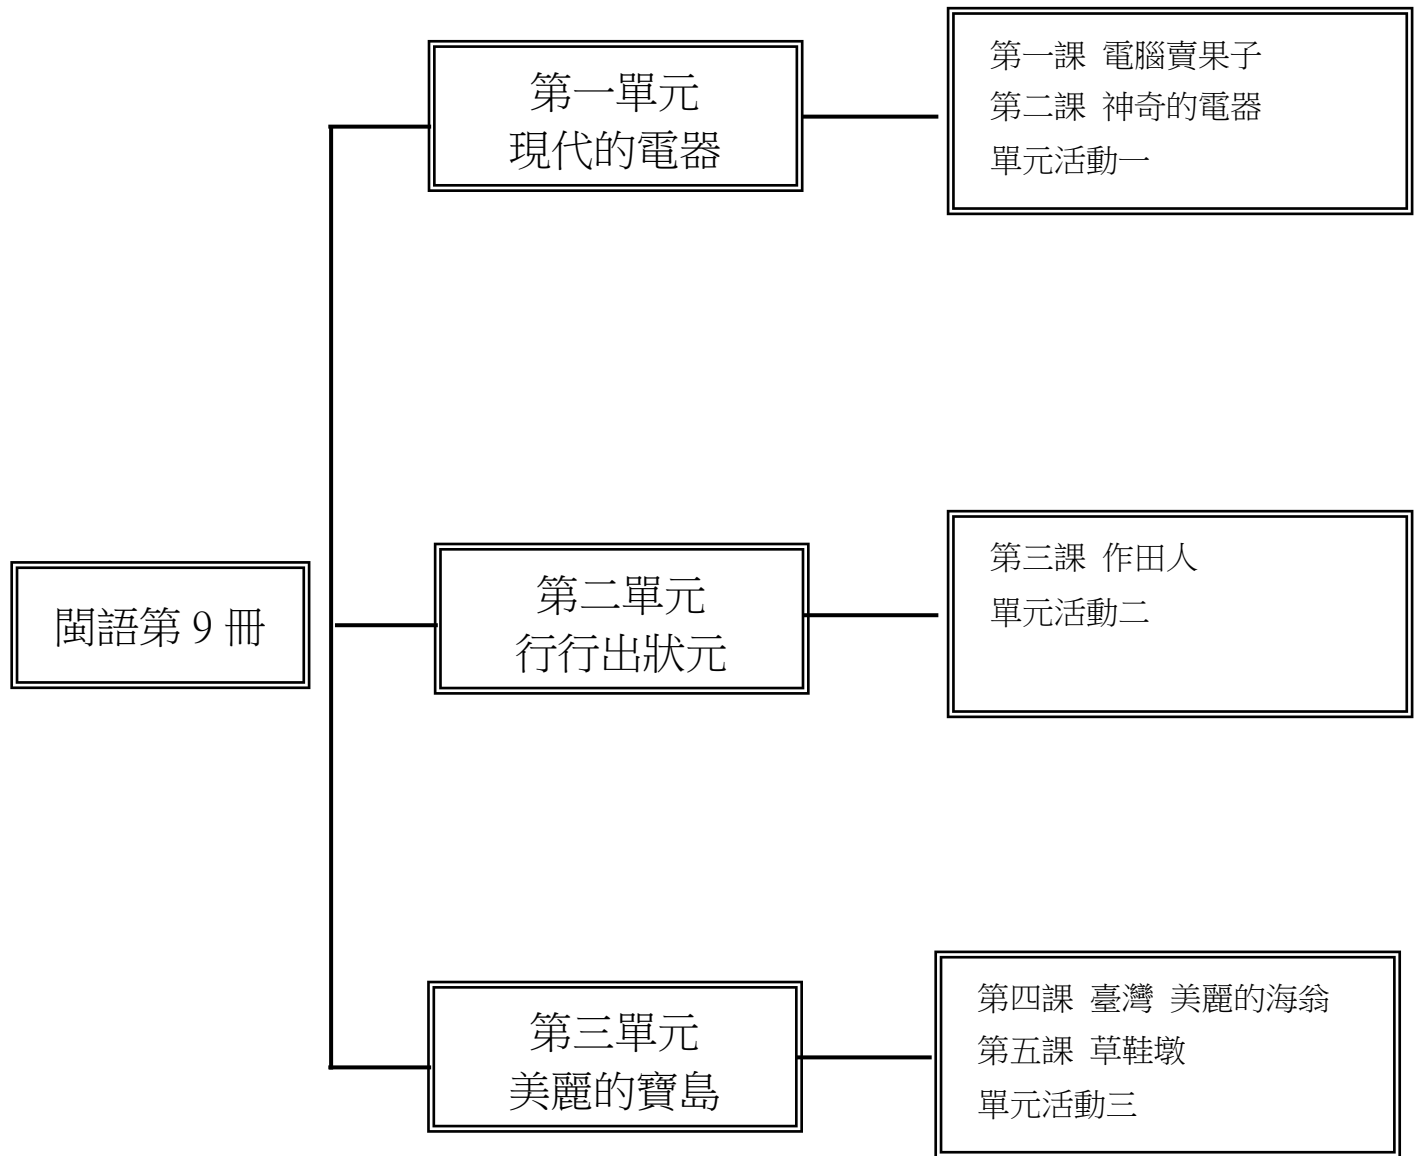 閩語第 9 冊
第一單元
現代的電器
第一課 電腦賣果子
第二課 神奇的電器
單元活動一
第二單元
行行出狀元
第三課 作田人
單元活動二
第三單元
美麗的寶島
第四課 臺灣 美麗的海翁
第五課 草鞋墩
單元活動三